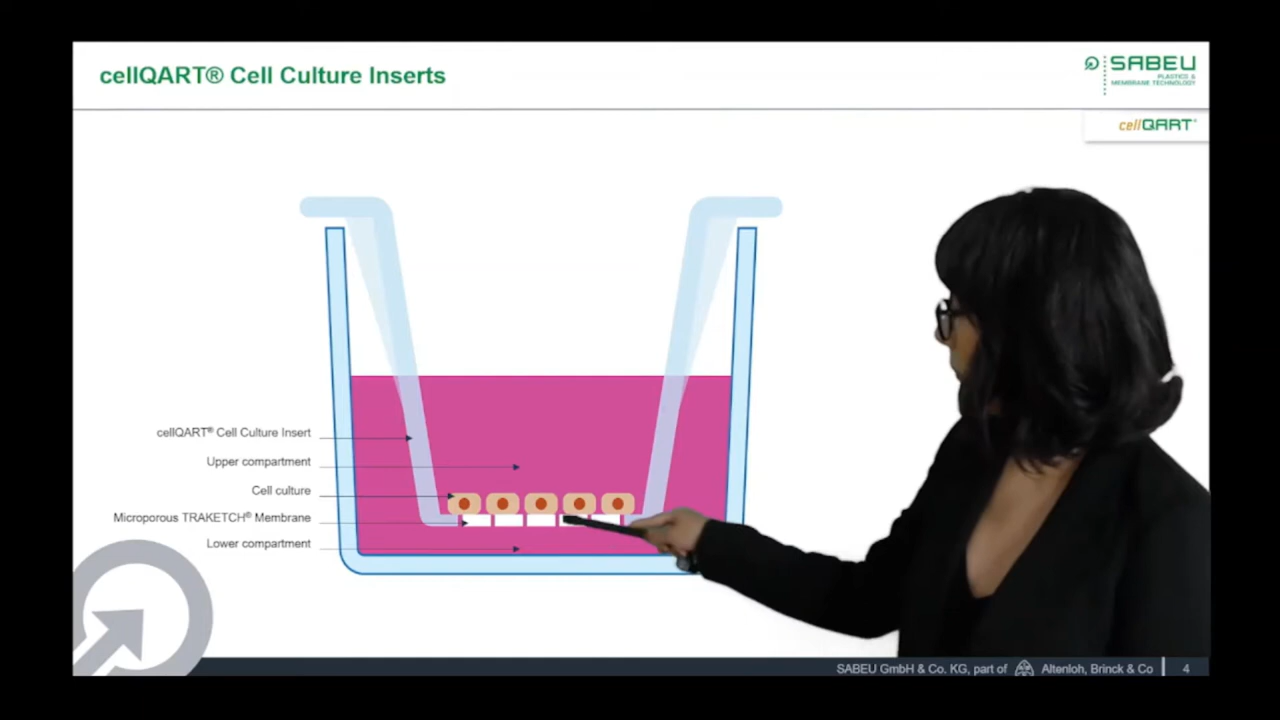 cellQART® Cell Culture Inserts
SABEU
PLASTICS &
MEMBRANE TECHNOLOGY
cellQART®
cellQART® Cell Culture Insert
Upper compartment
Cell culture
Microporous TRAKETCH® Membrane
Lower compartment
SABEU GmbH & Co. KG, part of Altenloh, Brinck & Co
4